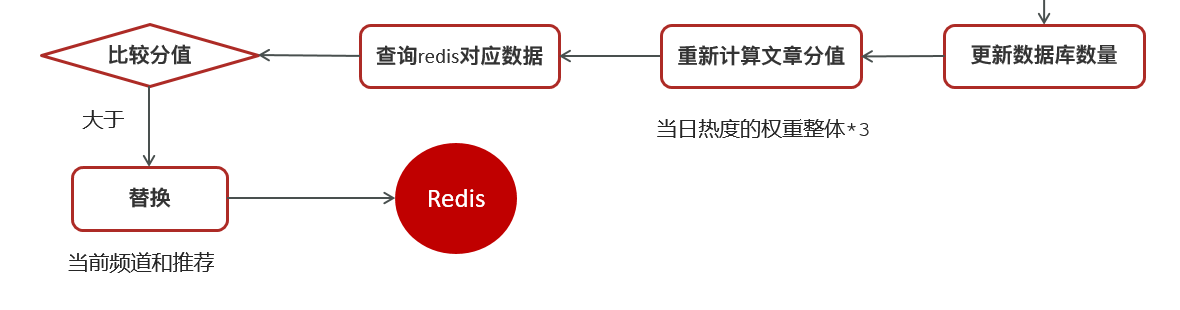 比较分值
查询redis对应数据
重新计算文章分值
更新数据库数量
大于
当日热度的权重整体*3
替换
Redis
当前频道和推荐